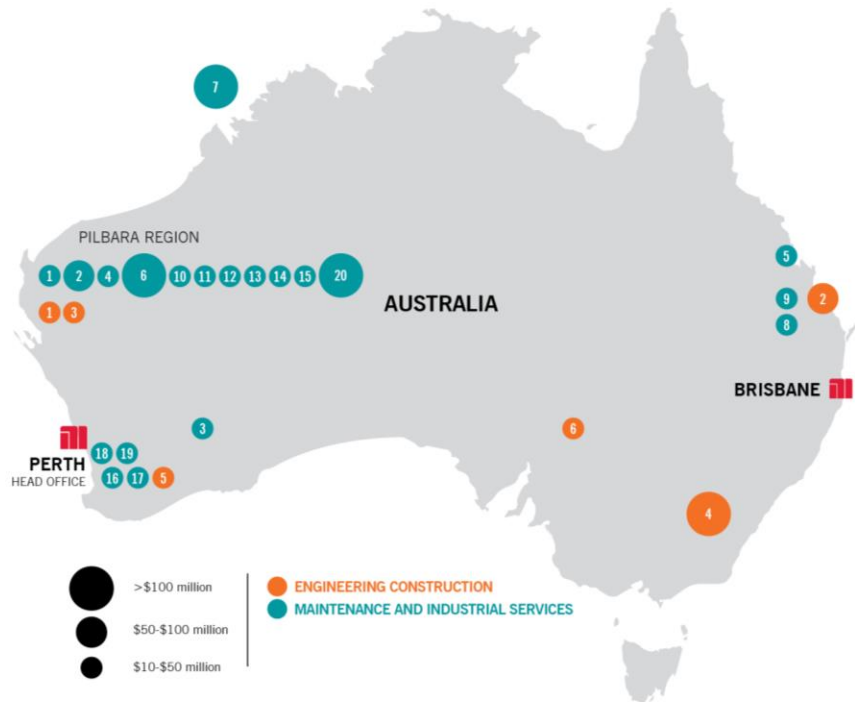 7
PILBARA REGION
1 2 4 6 10 11 12 13 14 15 20
1 3
AUSTRALIA
5
9 2
8
BRISBANE
3
6
PERTH
HEAD OFFICE
18 19
16 17 5
4
>$100 million
$50-$100 million
$10-$50 million
ENGINEERING CONSTRUCTION
MAINTENANCE AND INDUSTRIAL SERVICES